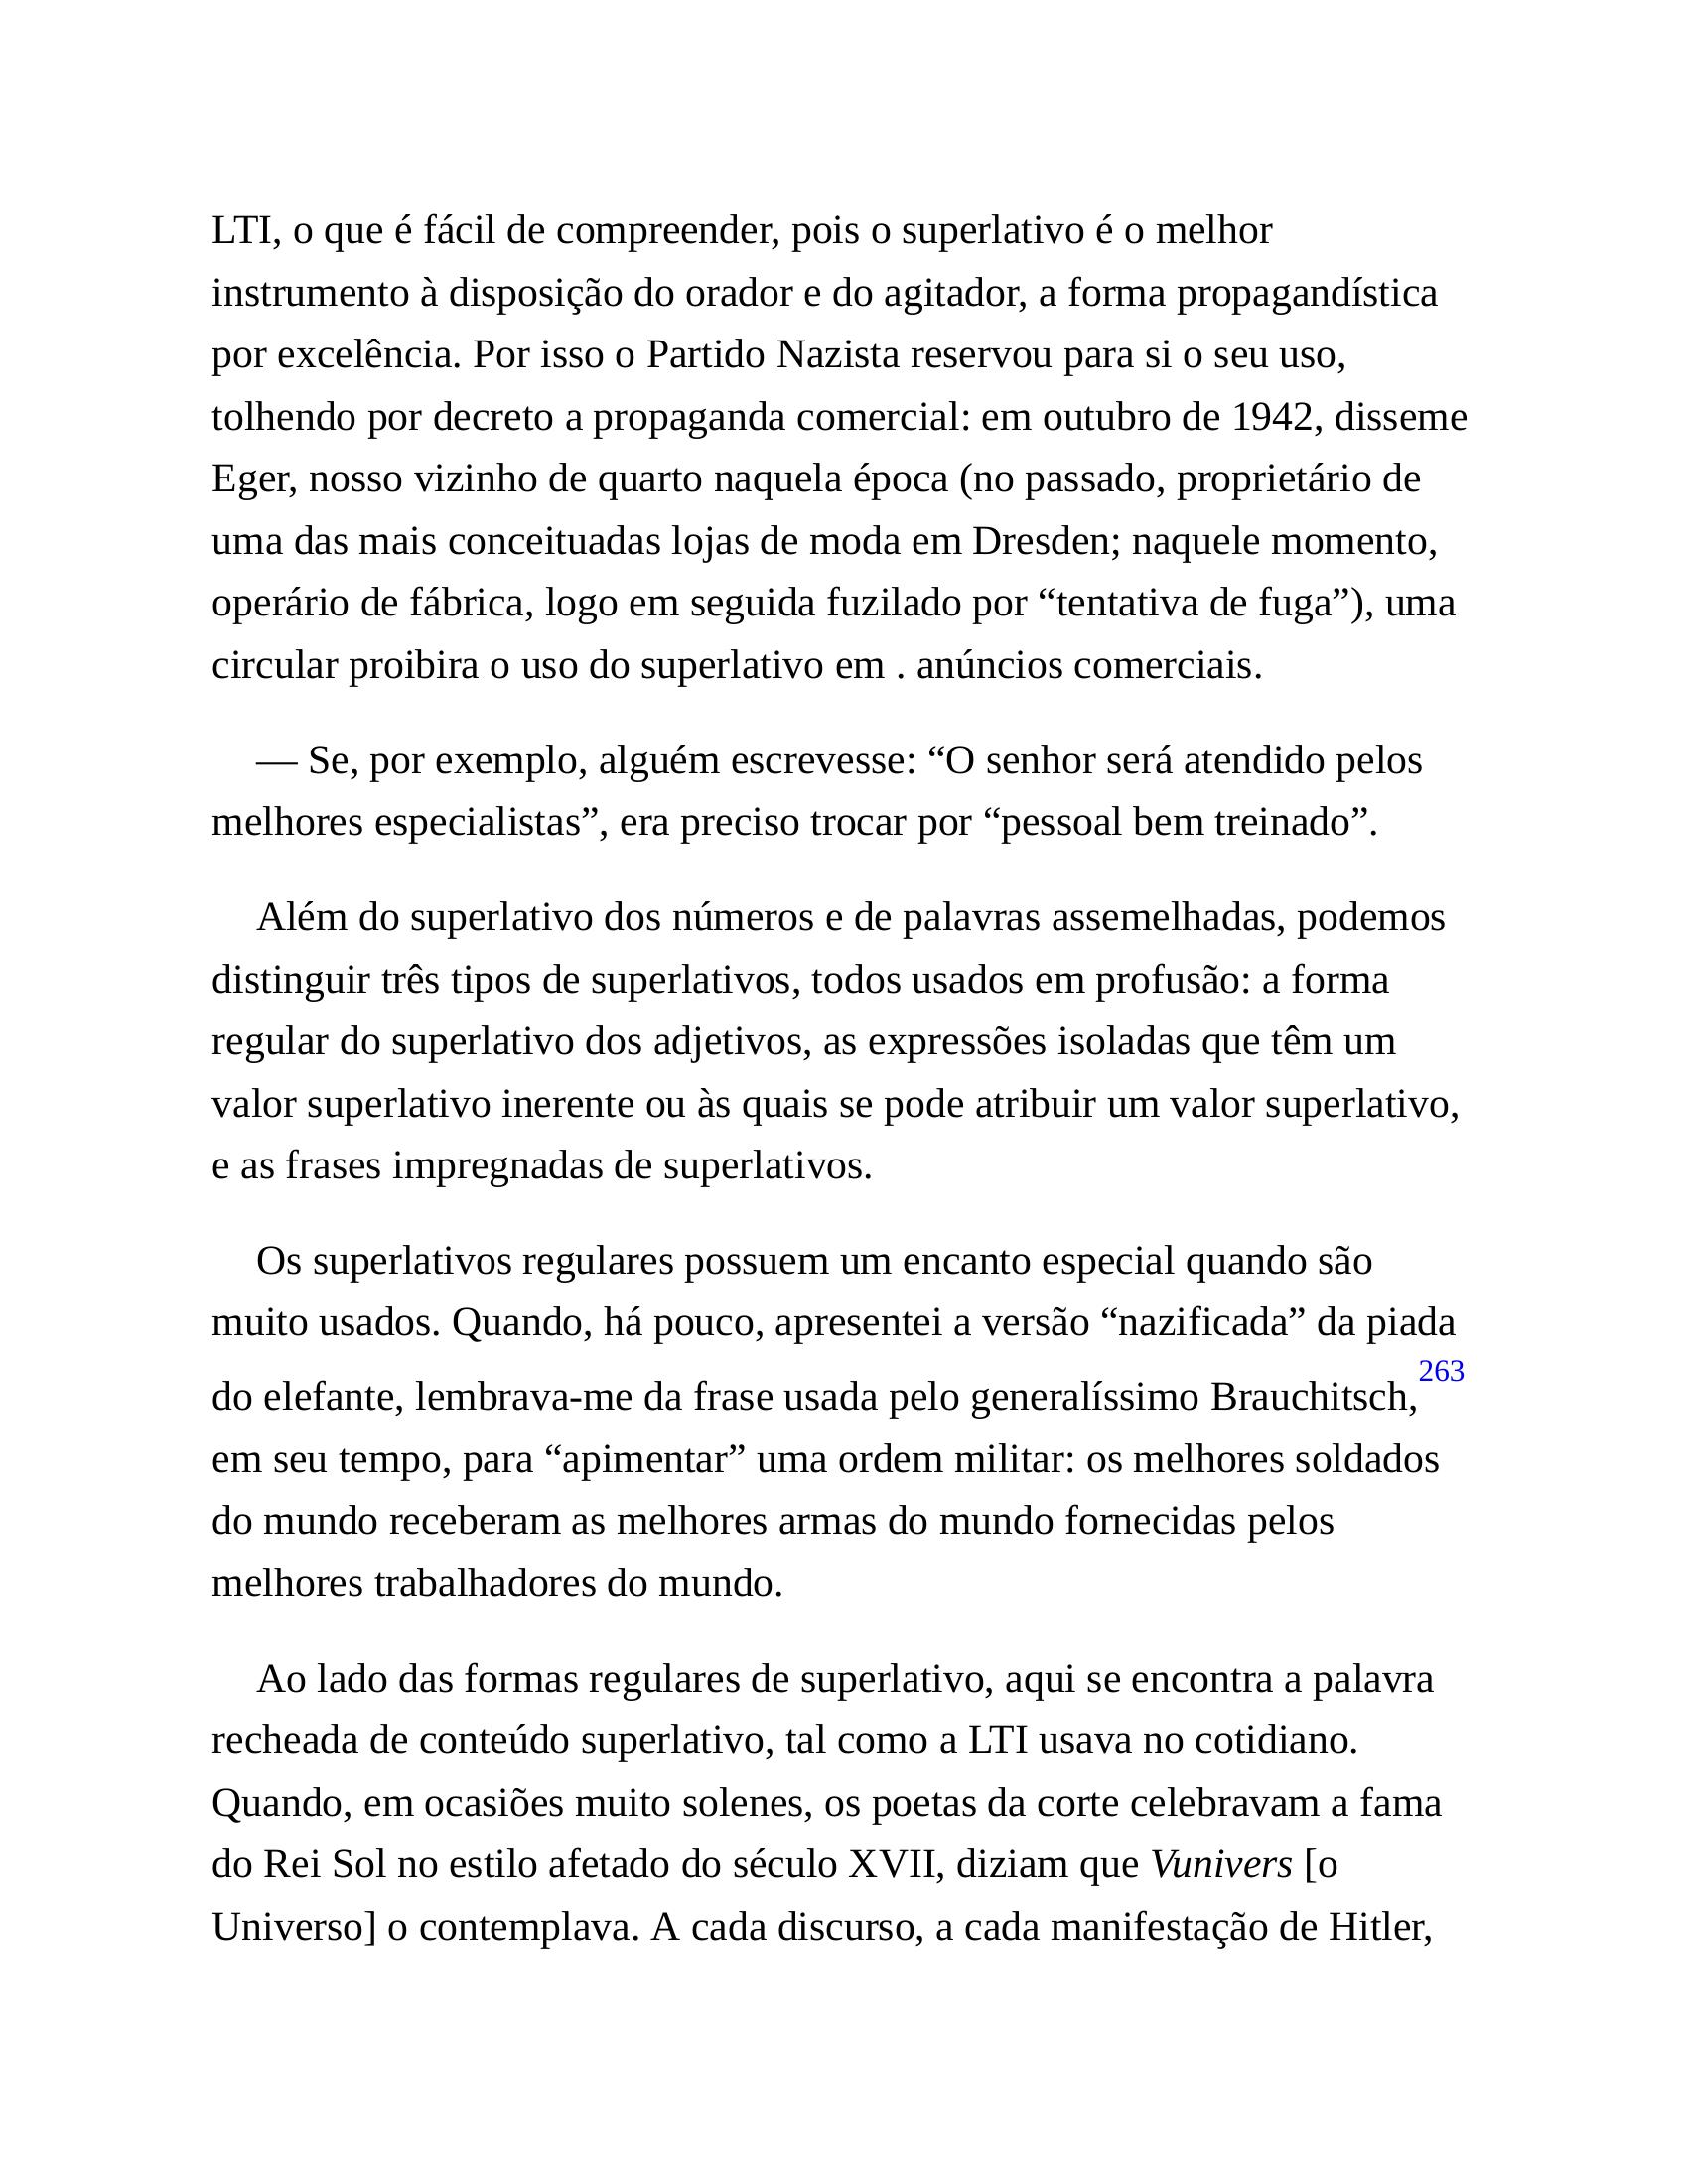 LTI, o que é fácil de compreender, pois o superlativo é o melhor
instrumento à disposição do orador e do agitador, a forma propagandística
por excelência. Por isso o Partido Nazista reservou para si o seu uso,
tolhendo por decreto a propaganda comercial: em outubro de 1942, disseme
Eger, nosso vizinho de quarto naquela época (no passado, proprietário de
uma das mais conceituadas lojas de moda em Dresden; naquele momento,
operário de fábrica, logo em seguida fuzilado por “tentativa de fuga”), uma
circular proibira o uso do superlativo em . anúncios comerciais.
— Se, por exemplo, alguém escrevesse: “O senhor será atendido pelos
melhores especialistas”, era preciso trocar por “pessoal bem treinado”.
Além do superlativo dos números e de palavras assemelhadas, podemos
distinguir três tipos de superlativos, todos usados em profusão: a forma
regular do superlativo dos adjetivos, as expressões isoladas que têm um
valor superlativo inerente ou às quais se pode atribuir um valor superlativo,
e as frases impregnadas de superlativos.
Os superlativos regulares possuem um encanto especial quando são
muito usados. Quando, há pouco, apresentei a versão “nazificada” da piada
do elefante, lembrava-me da frase usada pelo generalíssimo Brauchitsch,263
em seu tempo, para “apimentar” uma ordem militar: os melhores soldados
do mundo receberam as melhores armas do mundo fornecidas pelos
melhores trabalhadores do mundo.
Ao lado das formas regulares de superlativo, aqui se encontra a palavra
recheada de conteúdo superlativo, tal como a LTI usava no cotidiano.
Quando, em ocasiões muito solenes, os poetas da corte celebravam a fama
do Rei Sol no estilo afetado do século XVII, diziam que Vunivers [o
Universo] o contemplava. A cada discurso, a cada manifestação de Hitler,